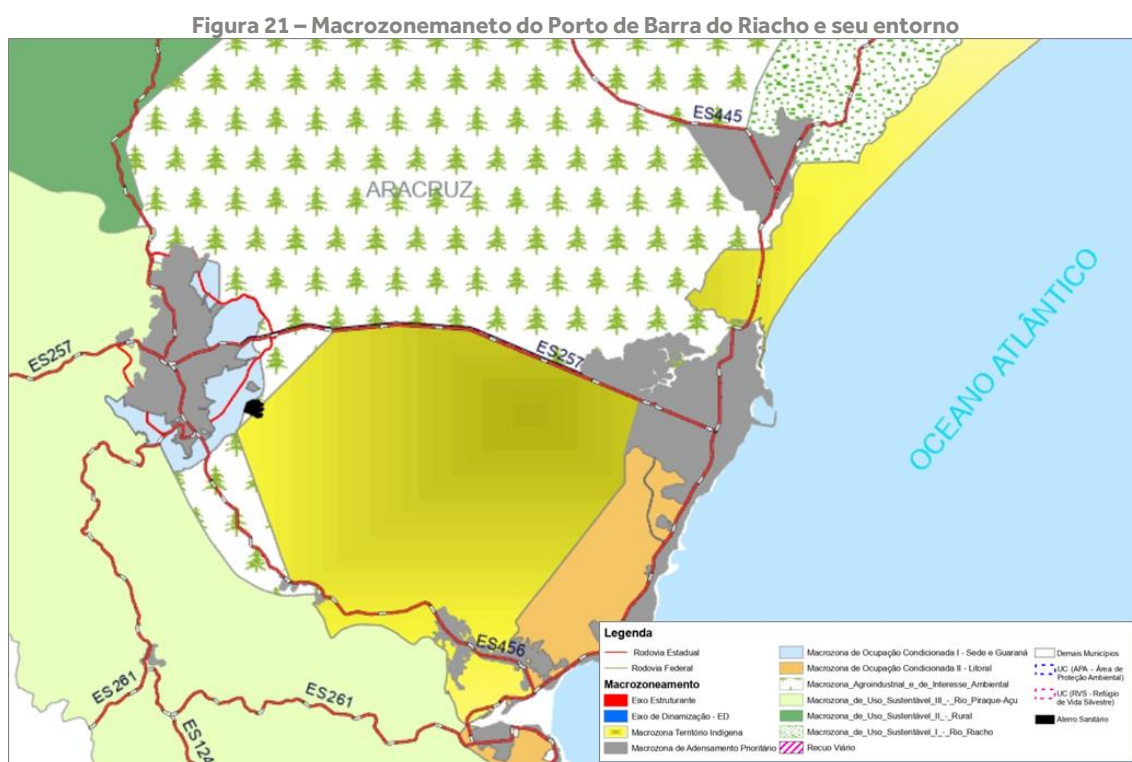 Figura 21 – Macrozonemaneto do Porto de Barra do Riacho e seu entorno
ES445
ARACRUZ
OCEANO ATLÂNTICO
ES257
ES257
ES456
ES261
ES261
ES124
Legenda
Rodovia Estadual
Rodovia Federal
Macrozoneamento
Eixo Estruturante
Eixo de Dinamização - ED
Macrozona Território Indígena
Macrozona de Adensamento Prioritário
Macrozona de Ocupação Condicionada I - Sede e Guaraná
Macrozona de Ocupação Condicionada II - Litoral
Macrozona_Agroindustrial_e_de_Interesse_Ambiental
Macrozona_de_Uso_Sustentável_III_-_Rio_Piraque-Açu
Macrozona_de_Uso_Sustentável_II_-_Rural
Macrozona_de_Uso_Sustentável_I_-_Rio_Riacho
Recuo Viário
Demais Municípios
UC (APA - Área de
Proteção Ambiental)
UC (RVS - Refúgio
de Vida Silvestre)
Aterro Sanitário